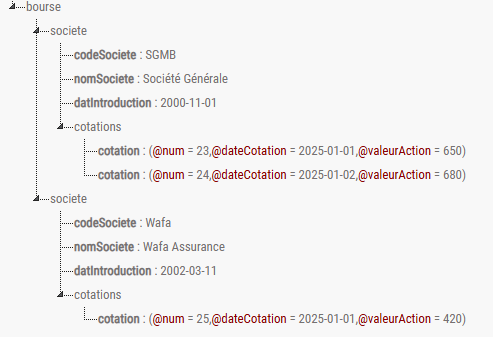 bourse
societe
codeSociete : SGMB
nomSociete : Société Générale
datIntroduction : 2000-11-01
cotations
cotation : (@num = 23,@dateCotation = 2025-01-01,@valeurAction = 650)
cotation : (@num = 24,@dateCotation = 2025-01-02,@valeurAction = 680)
societe
codeSociete : Wafa
nomSociete : Wafa Assurance
datIntroduction : 2002-03-11
cotations
cotation : (@num = 25,@dateCotation = 2025-01-01,@valeurAction = 420)